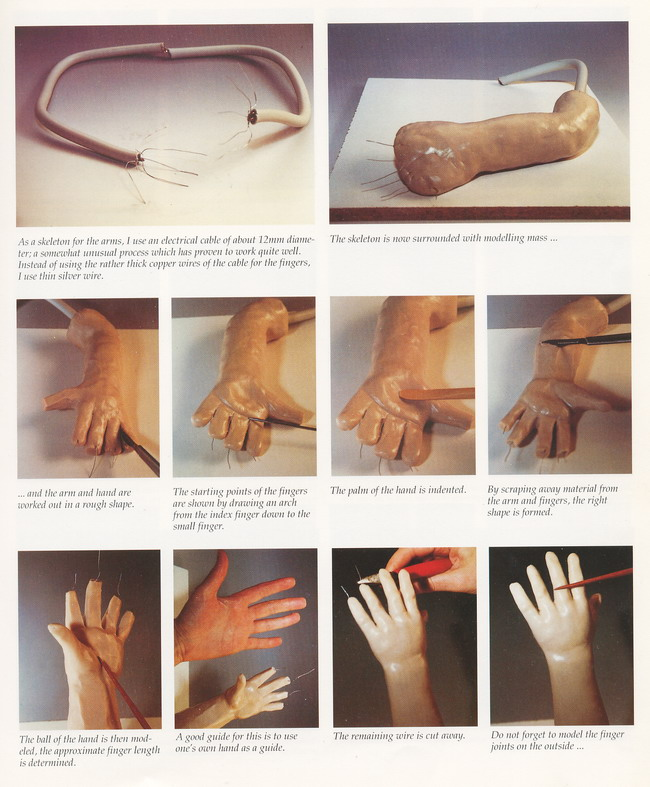 As a skeleton for the arms, I use an electrical cable of about 12mm diame-
ter; a somewhat unusual process which has proven to work quite well.
Instead of using the rather thick copper wires of the cable for the fingers,
I use thin silver wire.
The skeleton is now surrounded with modelling mass ...
... and the arm and hand are
worked out in a rough shape.
The starting points of the fingers
are shown by drawing an arch
from the index finger down to the
small finger.
The palm of the hand is indented.
By scraping away material from
the arm and fingers, the right
shape is formed.
The ball of the hand is then mod-
eled, the approximate finger length
is determined.
A good guide for this is to use
one's own hand as a guide.
The remaining wire is cut away.
Do not forget to model the finger
joints on the outside ...